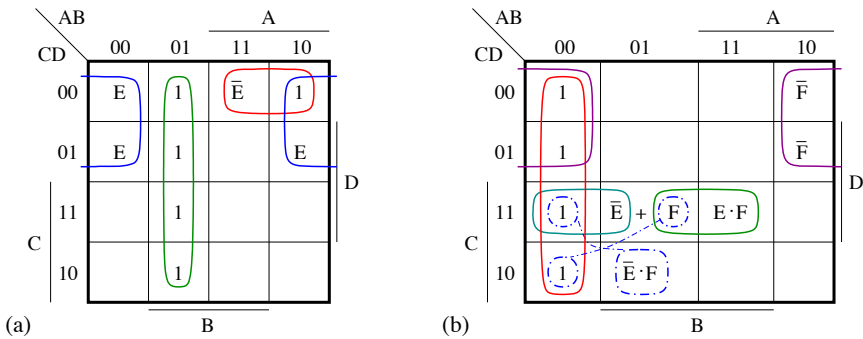 AB A AB A
00 01 11 10 00 01 11 10
CD CD
00 E 1 E̅ 1 00 1 F̅
01 E 1 E D 01 1 F̅ D
11 1 11 1 E̅ + F E·F
C C
10 1 10 1 E̅·F
(a) B (b) B